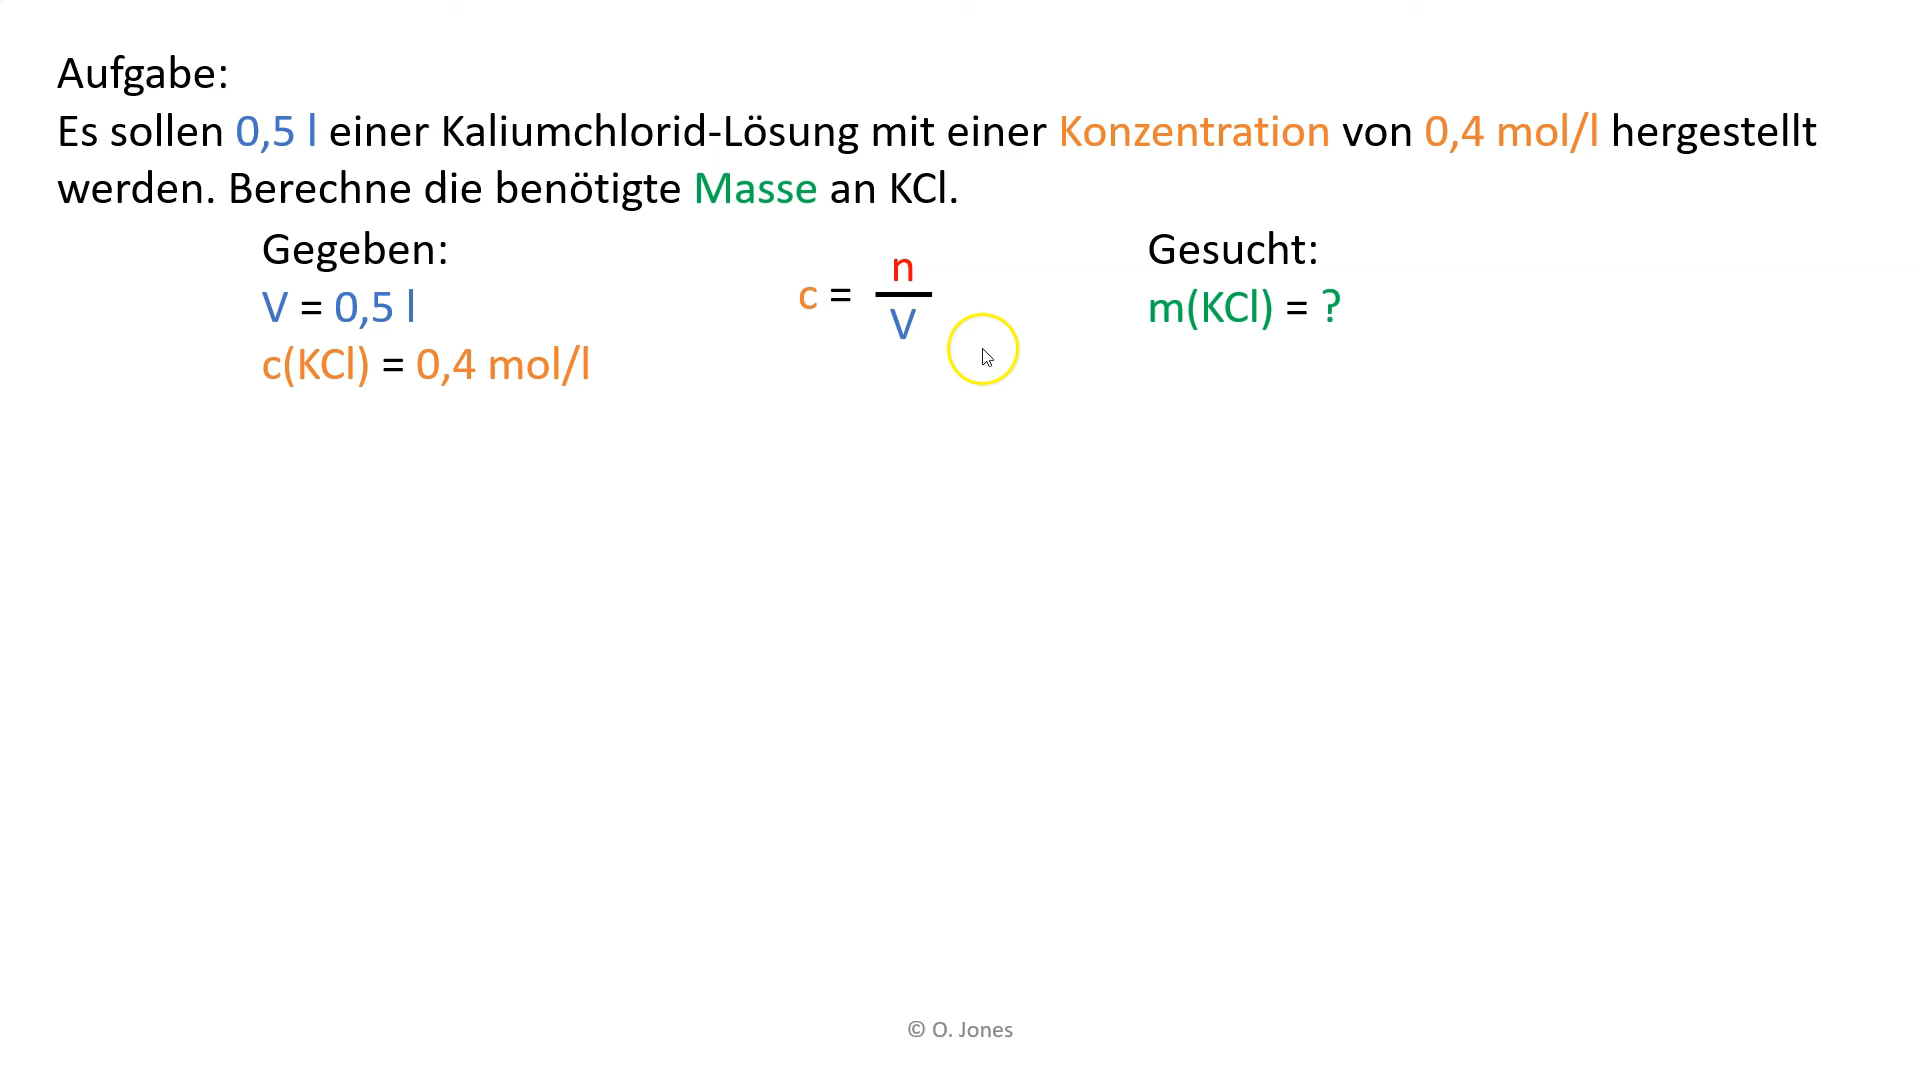 Aufgabe:
Es sollen 0,5 l einer Kaliumchlorid-Lösung mit einer Konzentration von 0,4 mol/l hergestellt
werden. Berechne die benötigte Masse an KCl.
Gegeben:
V = 0,5 l
c(KCl) = 0,4 mol/l
c = n / V
Gesucht:
m(KCl) = ?
© O. Jones